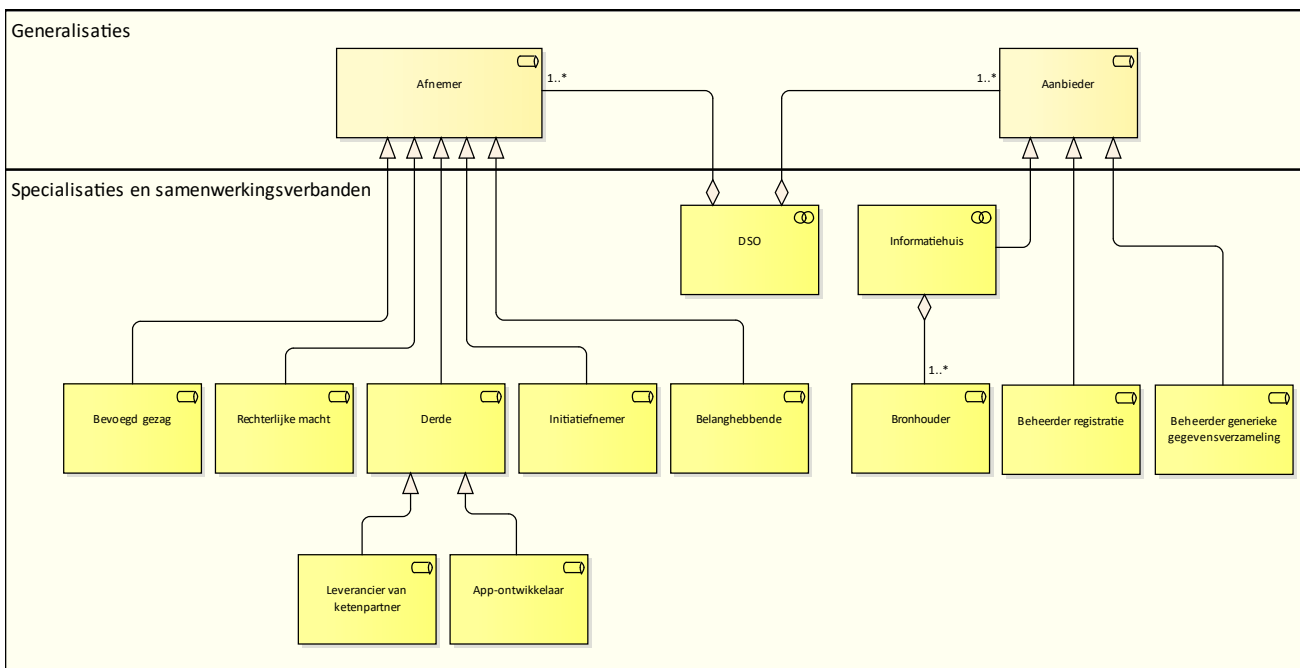 Generalisaties
Afnemer
1..*
1..*
Aanbieder
Specialisaties en samenwerkingsverbanden
DSO
Informatiehuis
1..*
Bevoegd gezag
Rechterlijke macht
Derde
Initiatiefnemer
Belanghebbende
Bronhouder
Beheerder registratie
Beheerder generieke
gegevensverzameling
Leverancier van
ketenpartner
App-ontwikkelaar